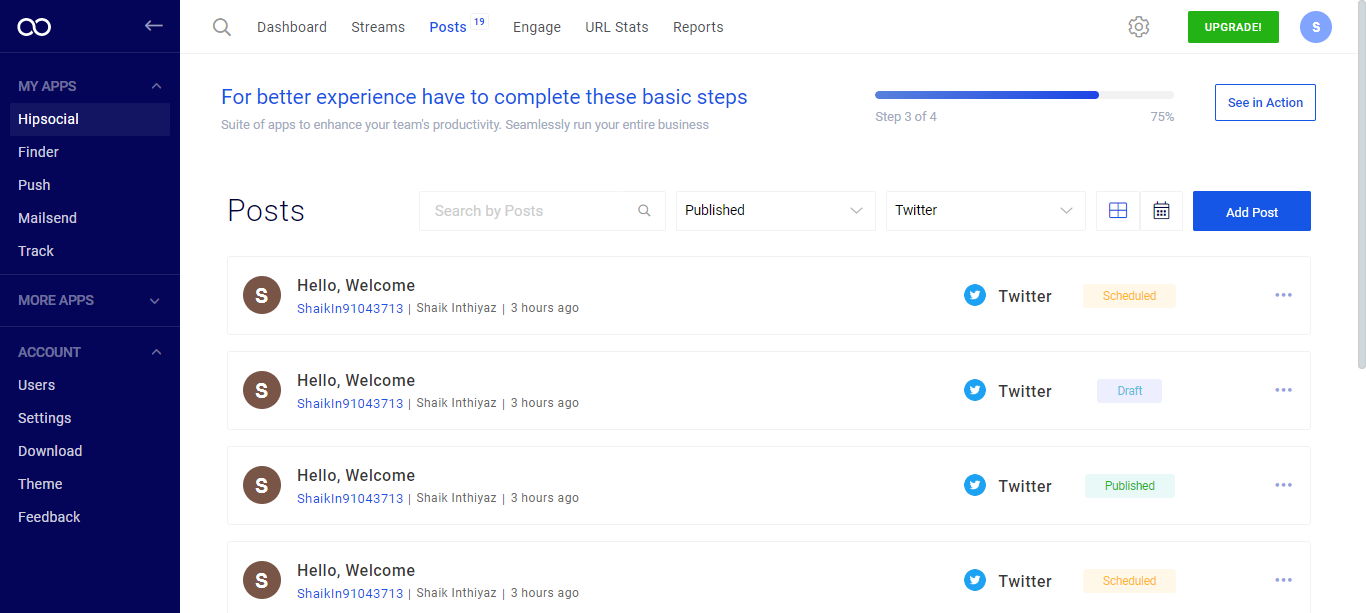 Dashboard Streams Posts 19 Engage URL Stats Reports UPGRADE! S
MY APPS
Hipsocial
Finder
Push
Mailsend
Track
MORE APPS
ACCOUNT
Users
Settings
Download
Theme
Feedback
For better experience have to complete these basic steps
Suite of apps to enhance your team's productivity. Seamlessly run your entire business
Step 3 of 4 75%
See in Action
Posts Search by Posts Published Twitter Add Post
S Hello, Welcome Twitter Scheduled
ShaikIn91043713 | Shaik Inthiyaz | 3 hours ago
S Hello, Welcome Twitter Draft
ShaikIn91043713 | Shaik Inthiyaz | 3 hours ago
S Hello, Welcome Twitter Published
ShaikIn91043713 | Shaik Inthiyaz | 3 hours ago
S Hello, Welcome Twitter Scheduled
ShaikIn91043713 | Shaik Inthiyaz | 3 hours ago